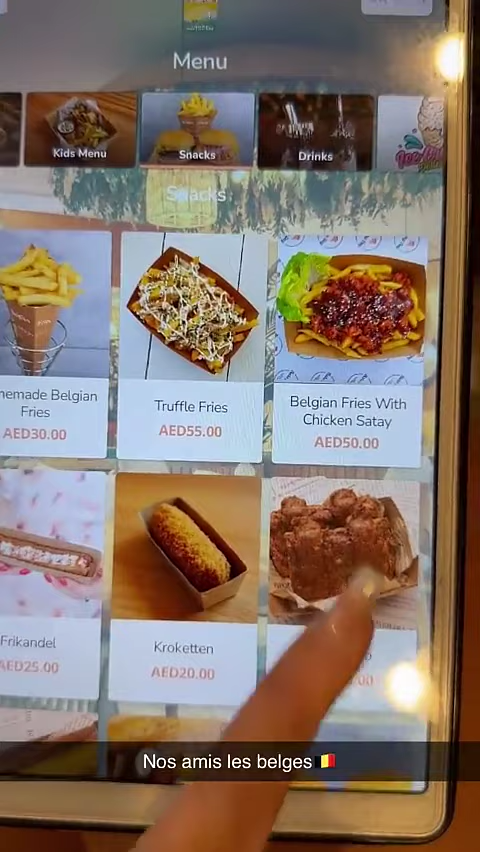 Menu
Kids Menu
Snacks
Drinks
Snacks
Belgian
Fries
AED30.00
Truffle Fries
AED55.00
Belgian Fries With
Chicken Satay
AED50.00
Frikandel
AED25.00
Kroketten
AED20.00
Nos amis les belges🇧🇪